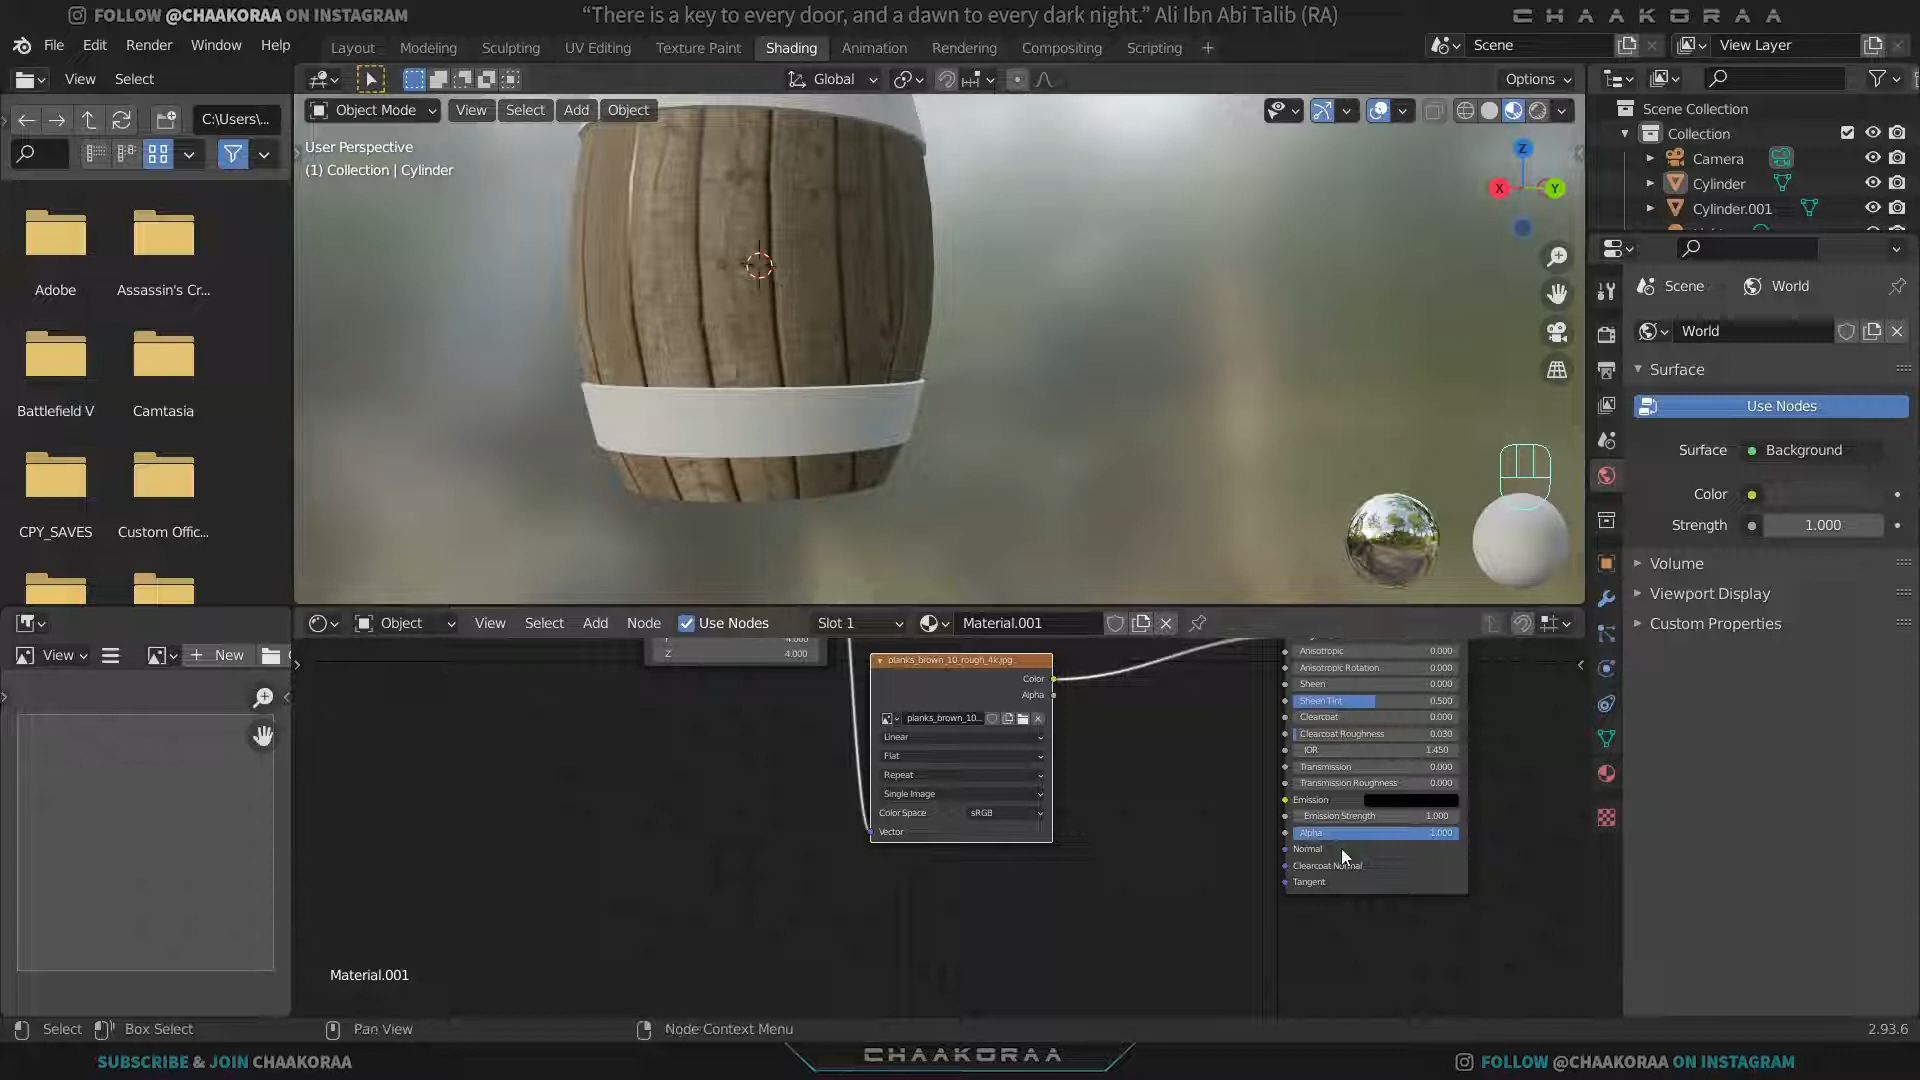 FOLLOW @CHAAKORAA ON INSTAGRAM
“There is a key to every door, and a dawn to every dark night.” Ali Ibn Abi Talib (RA)
CHAAKORAA
File Edit Render Window Help
Layout Modeling Sculpting UV Editing Texture Paint Shading Animation Rendering Compositing Scripting +
Scene
View Layer
View Select
Global
Options
C:\Users\...
Object Mode View Select Add Object
User Perspective
(1) Collection | Cylinder
Z
X
Y
Scene Collection
Collection
Camera
Cylinder
Cylinder.001
Adobe
Assassin's Cr...
Battlefield V
Camtasia
CPY_SAVES
Custom Offic...
Scene
World
World
Surface
Use Nodes
Surface
Background
Color
Strength
1.000
Volume
Viewport Display
Custom Properties
Object View Select Add Node Use Nodes Slot 1 Material.001
View
New
Z 4.000
planks_brown_10_rough_4k.jpg
Color
Alpha
planks_brown_10...
Linear
Flat
Repeat
Single Image
Color Space sRGB
Vector
Anisotropic 0.000
Anisotropic Rotation 0.000
Sheen 0.000
Sheen Tint 0.500
Clearcoat 0.000
Clearcoat Roughness 0.030
IOR 1.450
Transmission 0.000
Transmission Roughness 0.000
Emission
Emission Strength 1.000
Alpha 1.000
Normal
Clearcoat Normal
Tangent
Material.001
Select Box Select Pan View Node Context Menu 2.93.6
SUBSCRIBE & JOIN CHAAKORAA
CHAAKORAA
FOLLOW @CHAAKORAA ON INSTAGRAM